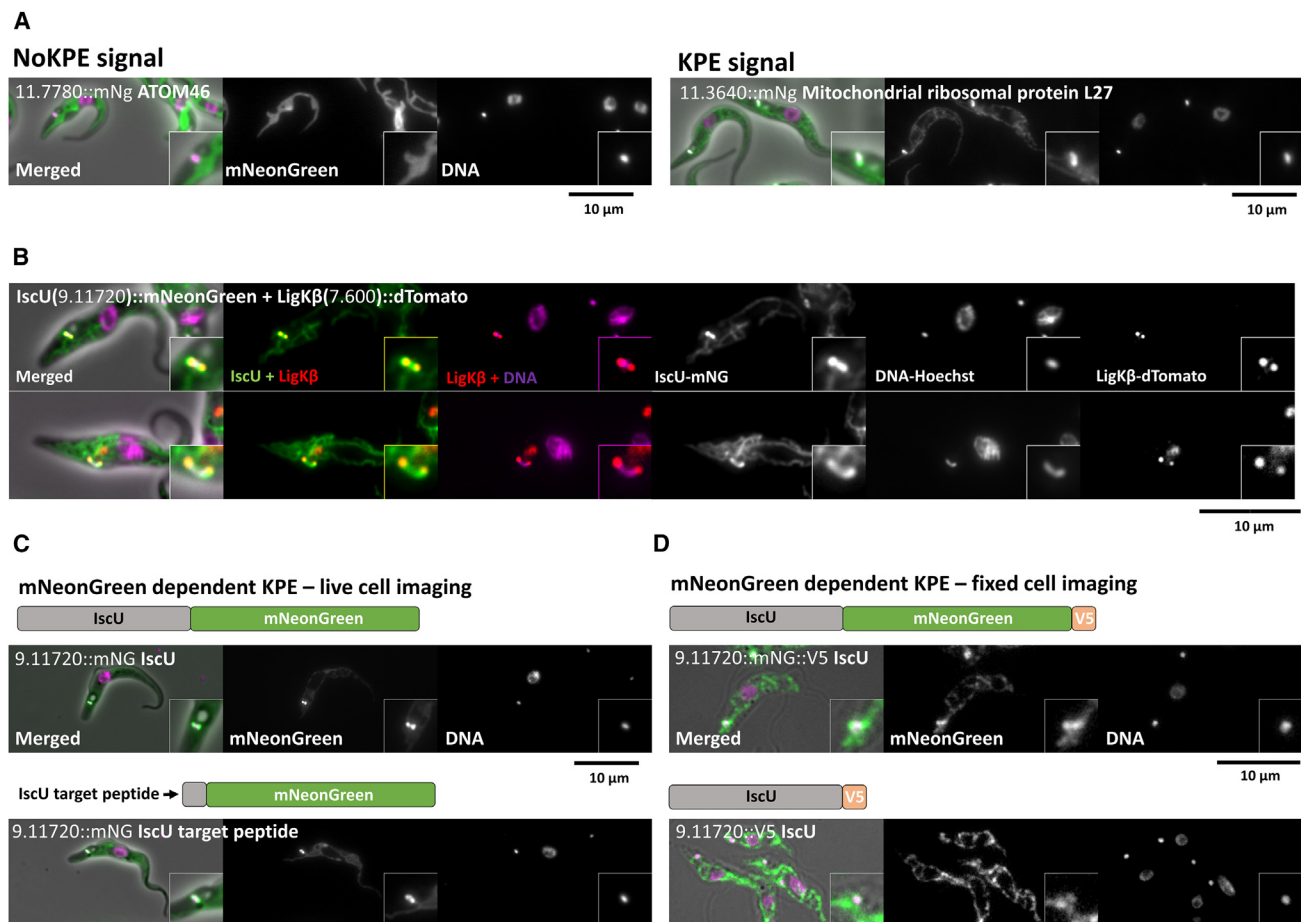 A
NoKPE signal
KPE signal
11.7780::mNg ATOM46
Merged
mNeonGreen
DNA
11.3640::mNg Mitochondrial ribosomal protein L27
10 µm
10 µm
B
IscU(9.11720)::mNeonGreen + LigKβ(7.600)::dTomato
Merged
IscU + LigKβ
LigKβ + DNA
IscU-mNG
DNA-Hoechst
LigKβ-dTomato
10 µm
C
mNeonGreen dependent KPE – live cell imaging
IscU
mNeonGreen
9.11720::mNG IscU
Merged
mNeonGreen
DNA
10 µm
IscU target peptide
mNeonGreen
9.11720::mNG IscU target peptide
D
mNeonGreen dependent KPE – fixed cell imaging
IscU
mNeonGreen
V5
9.11720::mNG::V5 IscU
Merged
mNeonGreen
DNA
10 µm
IscU
V5
9.11720::V5 IscU